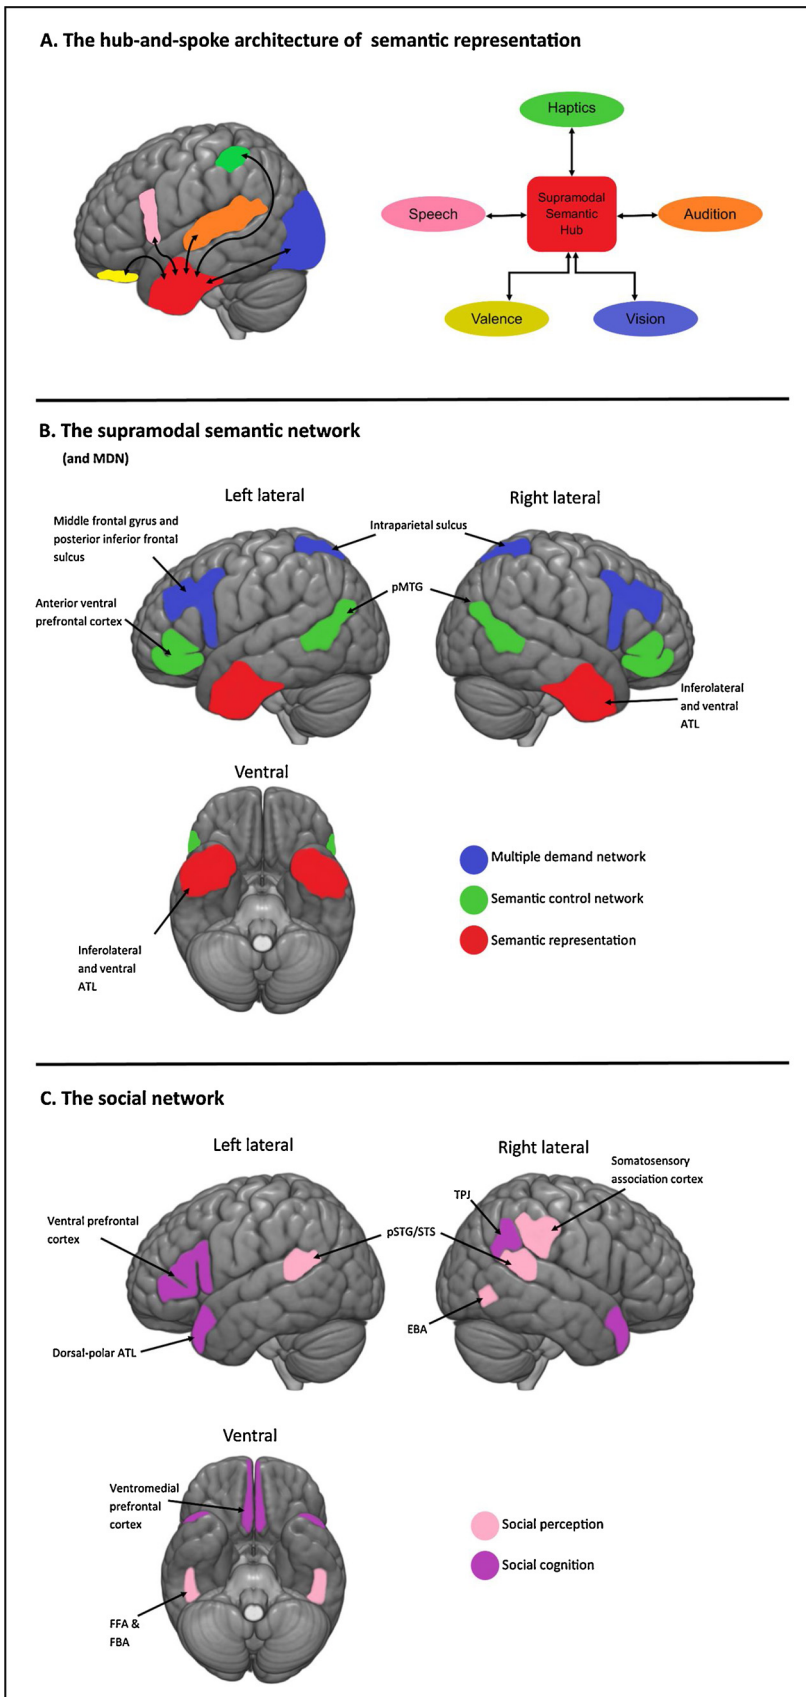 A. The hub-and-spoke architecture of semantic representation
Haptics
Speech
Supramodal
Semantic
Hub
Audition
Valence
Vision
B. The supramodal semantic network
(and MDN)
Left lateral
Right lateral
Middle frontal gyrus and
posterior inferior frontal
sulcus
Intraparietal sulcus
pMTG
Anterior ventral
prefrontal cortex
Inferolateral
and ventral
ATL
Ventral
Multiple demand network
Semantic control network
Semantic representation
Inferolateral
and ventral
ATL
C. The social network
Left lateral
Right lateral
Somatosensory
association cortex
TPJ
Ventral prefrontal
cortex
pSTG/STS
EBA
Dorsal-polar ATL
Ventral
Ventromedial
prefrontal
cortex
Social perception
Social cognition
FFA &
FBA